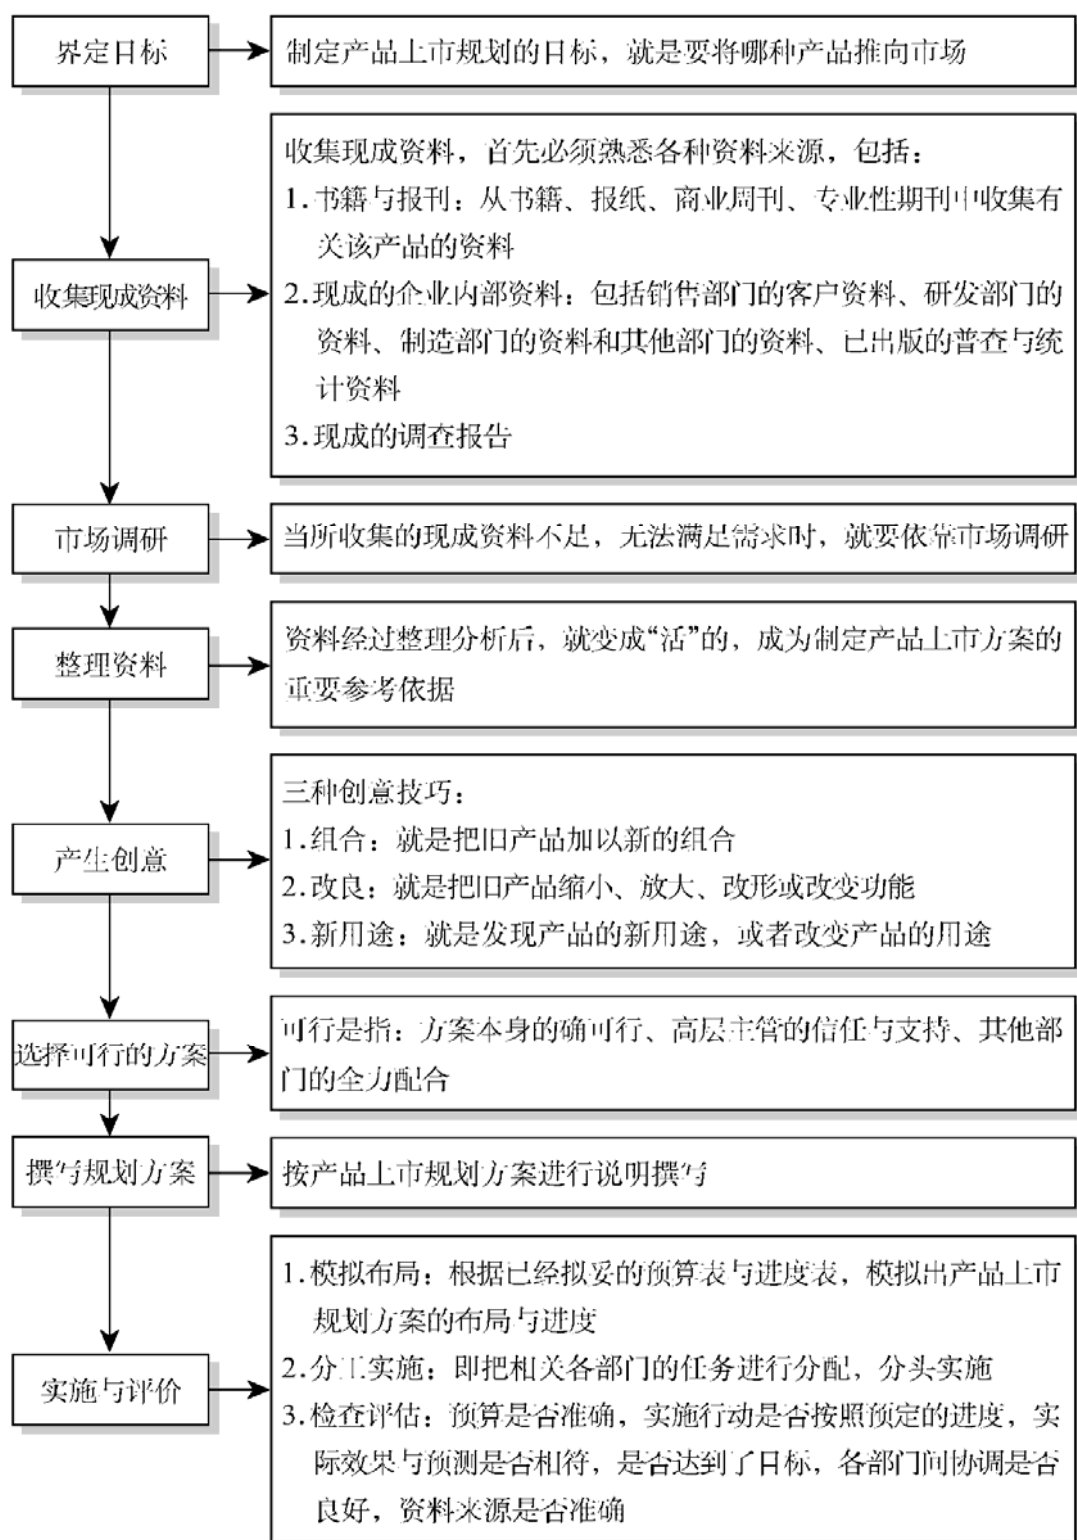 界定目标
制定产品上市规划的目标，就是要将哪种产品推向市场
收集现成资料
收集现成资料，首先必须熟悉各种资料来源，包括：
1.书籍与报刊：从书籍、报纸、商业周刊、专业性期刊中收集有
关该产品的资料
2.现成的企业内部资料：包括销售部门的客户资料、研发部门的
资料、制造部门的资料和其他部门的资料、已出版的普查与统
计资料
3.现成的调查报告
市场调研
当所收集的现成资料不足，无法满足需求时，就要依靠市场调研
整理资料
资料经过整理分析后，就变成“活”的，成为制定产品上市方案的
重要参考依据
产生创意
三种创意技巧：
1.组合：就是把旧产品加以新的组合
2.改良：就是把旧产品缩小、放大、改形或改变功能
3.新用途：就是发现产品的新用途，或者改变产品的用途
选择可行的方案
可行是指：方案本身的确可行、高层主管的信任与支持、其他部
门的全力配合
撰写规划方案
按产品上市规划方案进行说明撰写
实施与评价
1.模拟布局：根据已经拟妥的预算表与进度表，模拟出产品上市
规划方案的布局与进度
2.分工实施：即把相关各部门的任务进行分配，分头实施
3.检查评估：预算是否准确，实施行动是否按照预定的进度，实
际效果与预测是否相符，是否达到了目标，各部门间协调是否
良好，资料来源是否准确